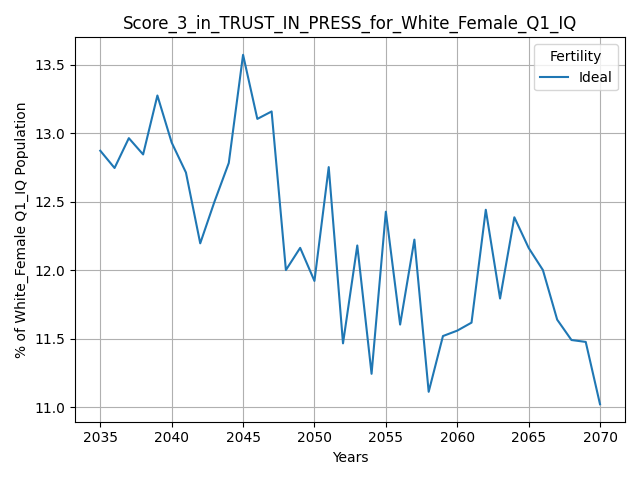 Score_3_in_TRUST_IN_PRESS_for_White_Female_Q1_IQ
Fertility
Ideal
% of White_Female Q1_IQ Population
13.5
13.0
12.5
12.0
11.5
11.0
2035 2040 2045 2050 2055 2060 2065 2070
Years